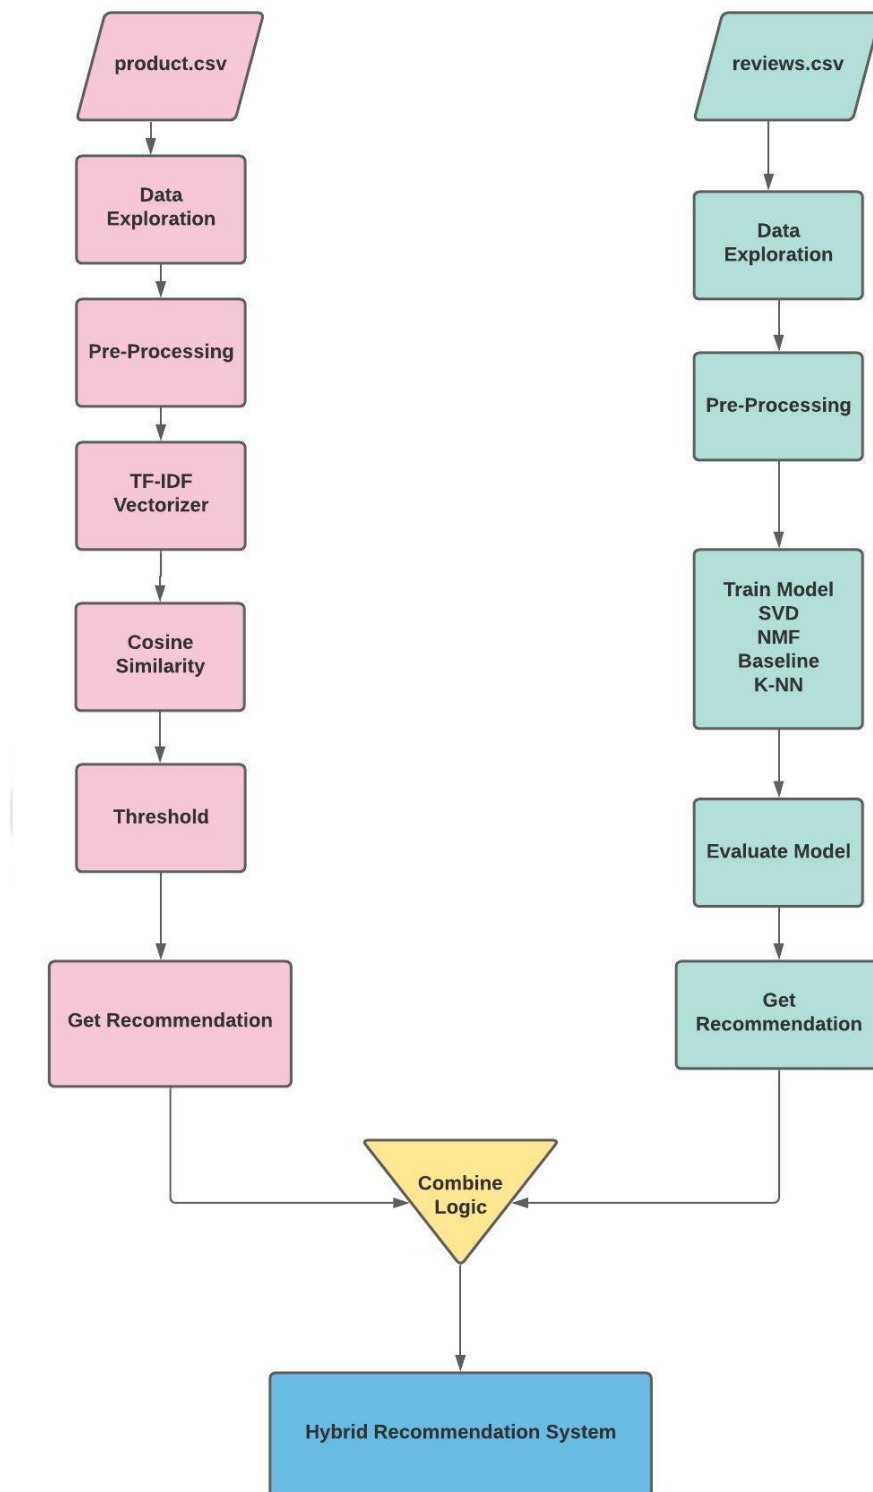 product.csv
Data
Exploration
Pre-Processing
TF-IDF
Vectorizer
Cosine
Similarity
Threshold
Get Recommendation
reviews.csv
Data
Exploration
Pre-Processing
Train Model
SVD
NMF
Baseline
K-NN
Evaluate Model
Get
Recommendation
Combine
Logic
Hybrid Recommendation System